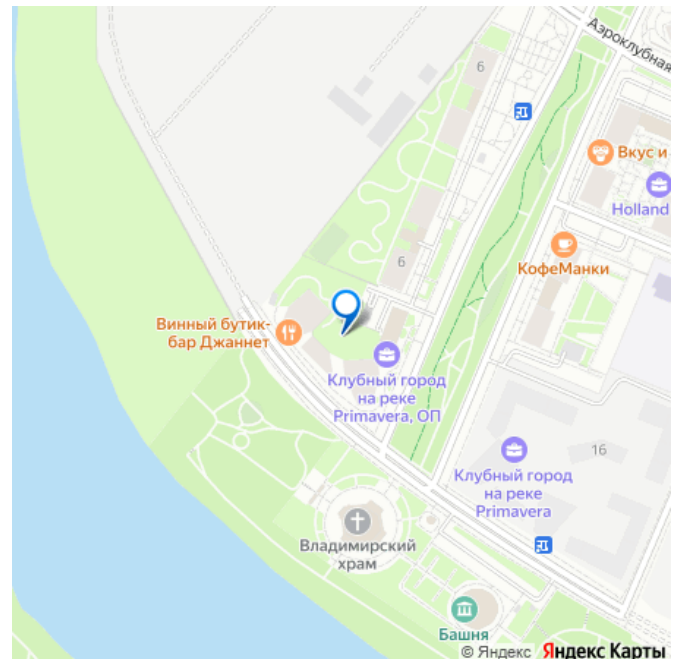 Аэроклубная
6
Вкус и
Holland
КофеМанки
6
Винный бутик-
бар Джаннет
Клубный город
на реке
Primavera, ОП
16
Клубный город
на реке
Primavera
Владимирский
храм
Башня
© Яндекс Яндекс Карты